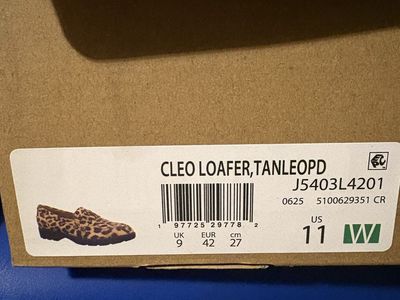 CLEO LOAFER,TANLEOPD
J5403L4201
0625 5100629351 CR
1 97725 29778 2
UK EUR cm
9 42 27
US
11 W